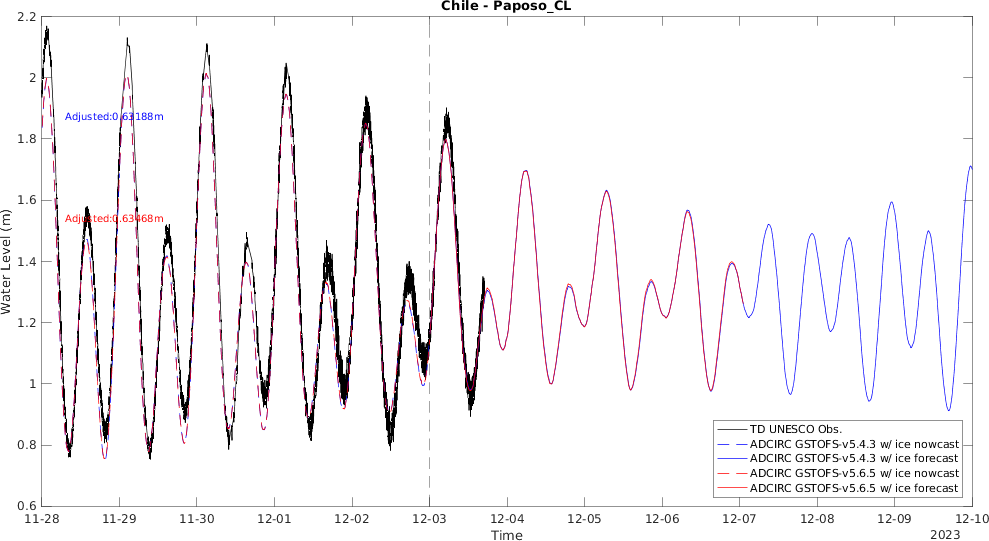 Chile - Paposo_CL
2.2
2
1.8
1.6
1.4
1.2
1
0.8
0.6
Water Level (m)
Adjusted:0.63188m
Adjusted:0.63468m
TD UNESCO Obs.
ADCIRC GSTOFS-v5.4.3 w/ ice nowcast
ADCIRC GSTOFS-v5.4.3 w/ ice forecast
ADCIRC GSTOFS-v5.6.5 w/ ice nowcast
ADCIRC GSTOFS-v5.6.5 w/ ice forecast
11-28 11-29 11-30 12-01 12-02 12-03 12-04 12-05 12-06 12-07 12-08 12-09 12-10
Time
2023